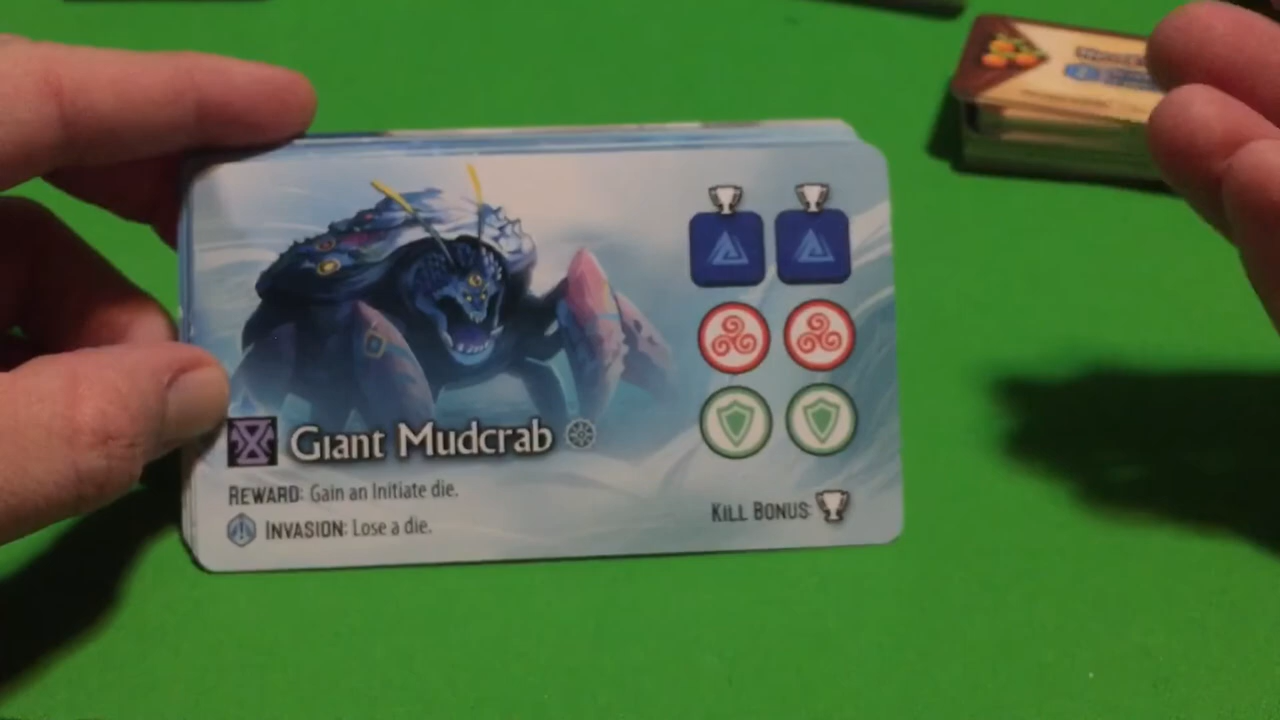 Giant Mudcrab
REWARD: Gain an Initiate die.
INVASION: Lose a die.
KILL BONUS: